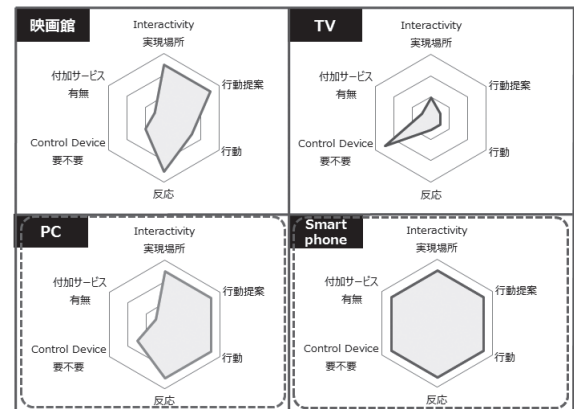 映画館
Interactivity
実現場所
行動提案
行動
反応
Control Device
要不要
付加サービス
有無
TV
Interactivity
実現場所
行動提案
行動
反応
Control Device
要不要
付加サービス
有無
PC
Interactivity
実現場所
行動提案
行動
反応
Control Device
要不要
付加サービス
有無
Smart
phone
Interactivity
実現場所
行動提案
行動
反応
Control Device
要不要
付加サービス
有無